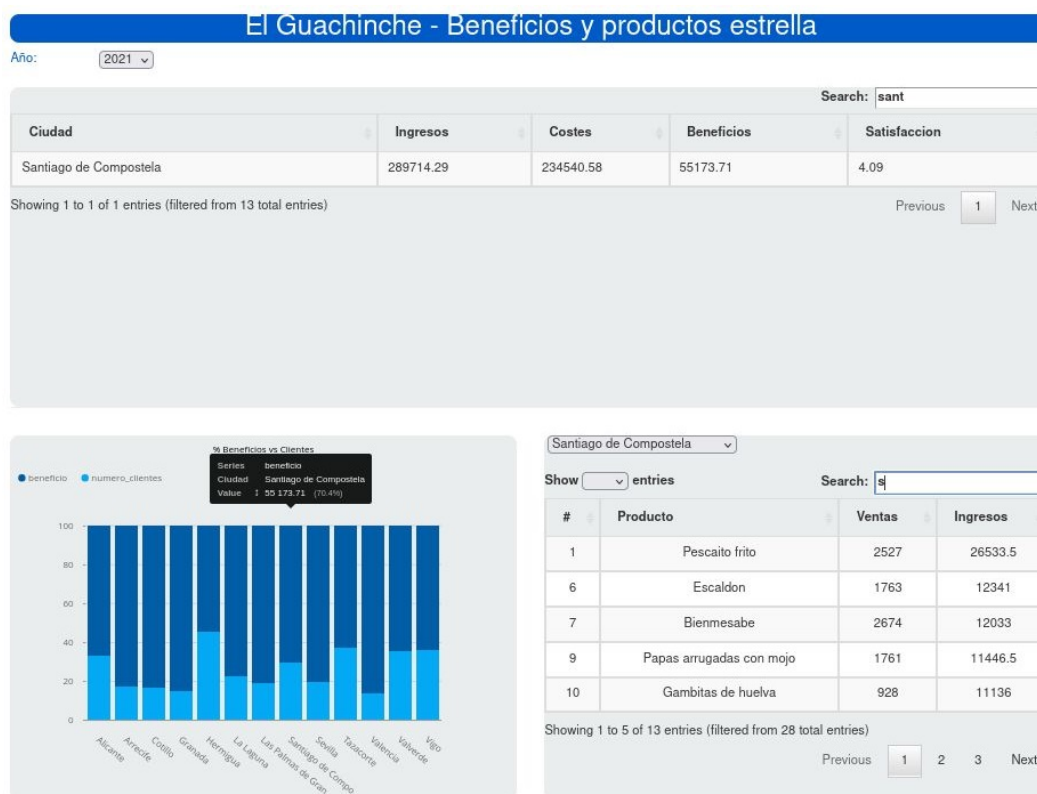 El Guachinche - Beneficios y productos estrella
Año: 2021
Search: sant
Ciudad Ingresos Costes Beneficios Satisfaccion
Santiago de Compostela 289714.29 234540.58 55173.71 4.09
Showing 1 to 1 of 1 entries (filtered from 13 total entries)
Previous 1 Next
% Beneficios vs Clientes
beneficio numero_clientes
Series beneficio
Ciudad Santiago de Compostela
Value : 55 173.71 (70.4%)
100
80
60
40
20
0
Alicante
Arrecife
Cotillo
Granada
Hermigua
La Laguna
Las Palmas de Gran
Santiago de Compo
Sevilla
Tazacorte
Valencia
Valverde
Vigo
Santiago de Compostela
Show entries Search: s
# Producto Ventas Ingresos
1 Pescaito frito 2527 26533.5
6 Escaldon 1763 12341
7 Bienmesabe 2674 12033
9 Papas arrugadas con mojo 1761 11446.5
10 Gambitas de huelva 928 11136
Showing 1 to 5 of 13 entries (filtered from 28 total entries)
Previous 1 2 3 Next